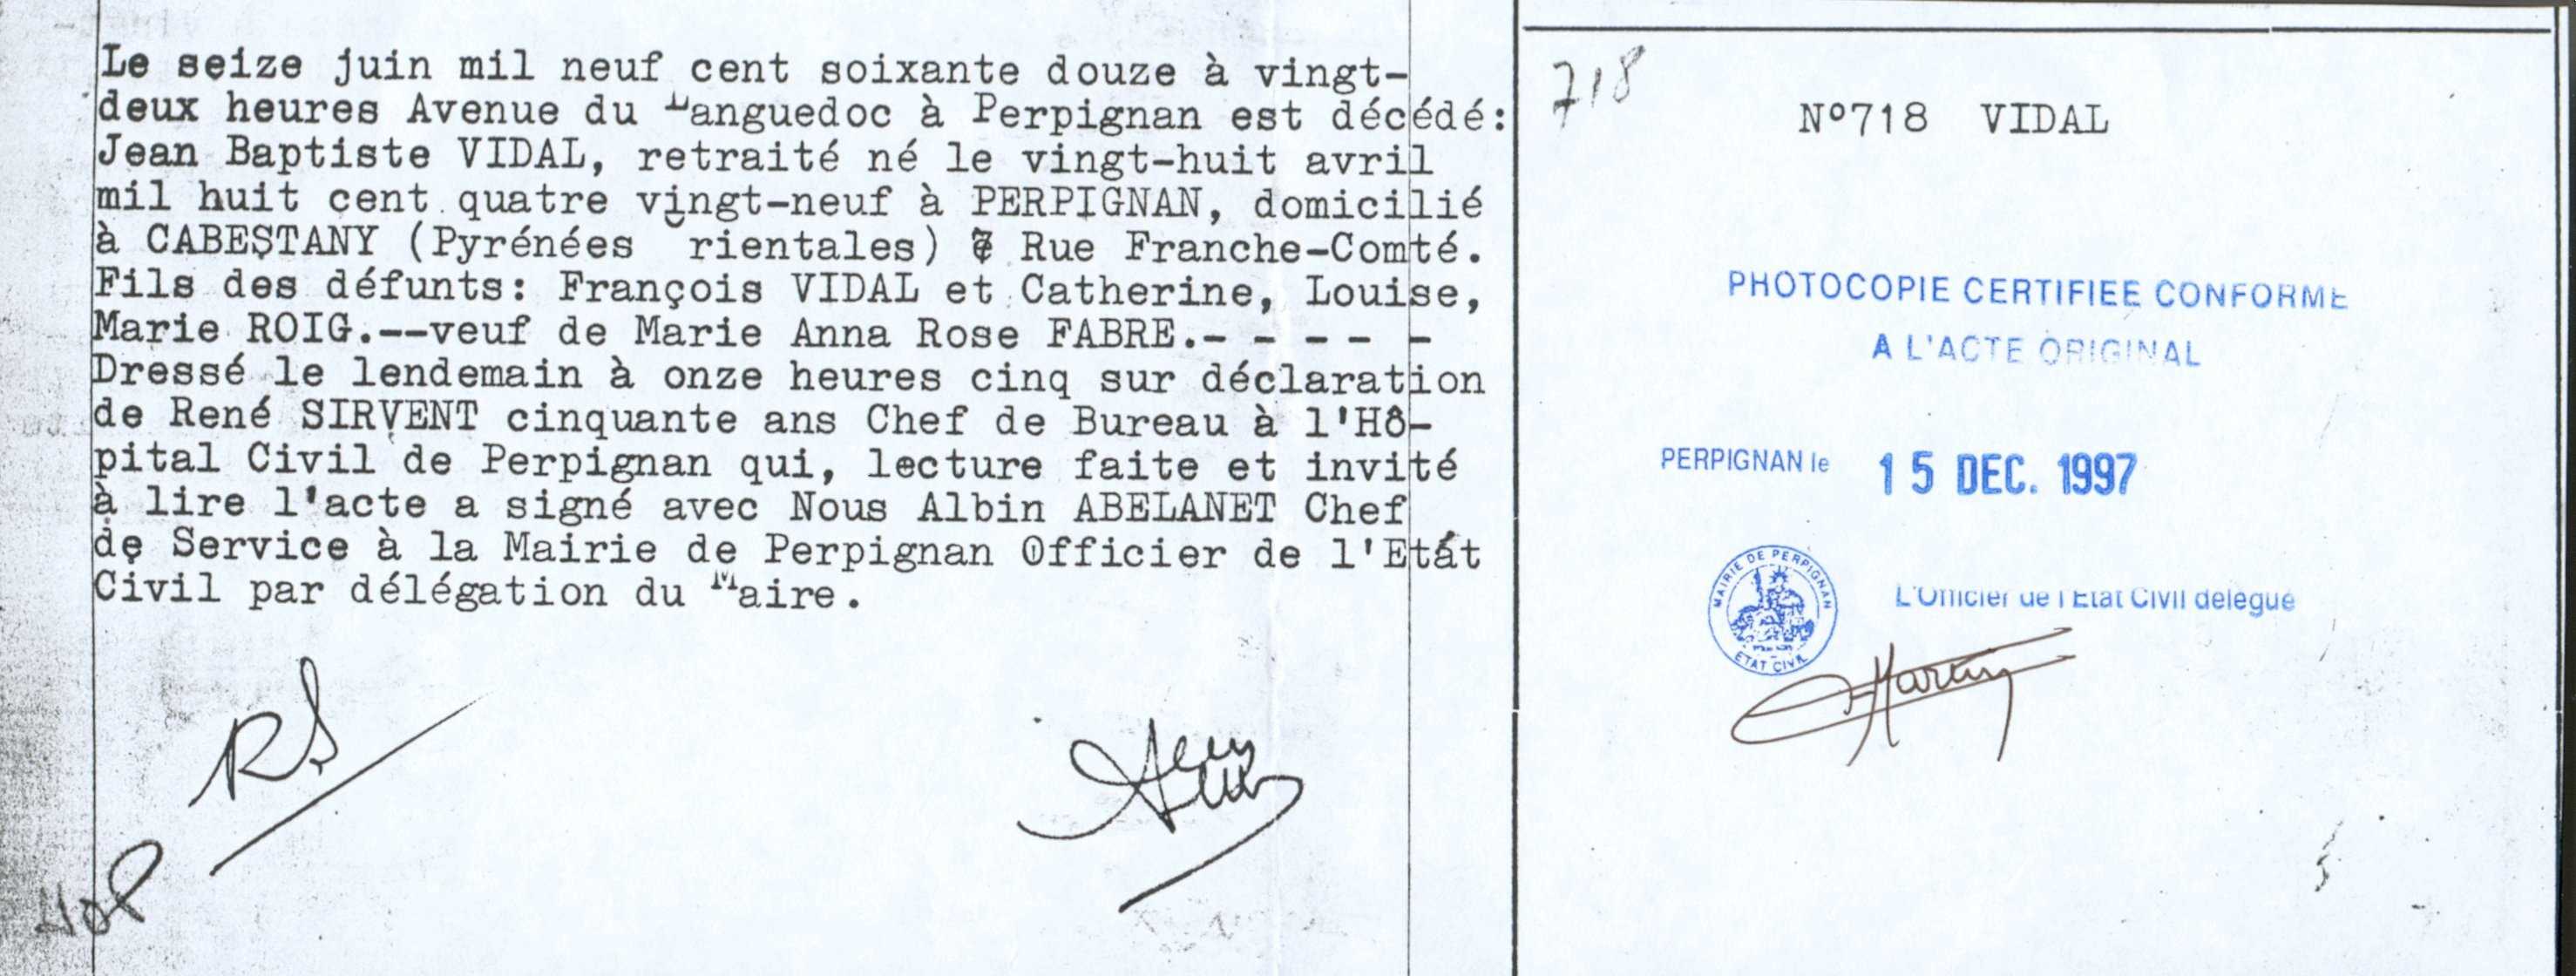 Le seize juin mil neuf cent soixante douze à vingt-
deux heures Avenue du Languedoc à Perpignan est décédé:
Jean Baptiste VIDAL, retraité né le vingt-huit avril
mil huit cent quatre vingt-neuf à PERPIGNAN, domicilié
à CABESTANY (Pyrénées Orientales) 7 Rue Franche-Comté.
Fils des défunts: François VIDAL et Catherine, Louise,
Marie ROIG.--veuf de Marie Anna Rose FABRE.- - - - -
Dressé le lendemain à onze heures cinq sur déclaration
de René SIRVENT cinquante ans Chef de Bureau à l'Hô-
pital Civil de Perpignan qui, lecture faite et invité
à lire l'acte a signé avec Nous Albin ABELANET Chef
de Service à la Mairie de Perpignan Officier de l'Etat
Civil par délégation du Maire.
RS
718
N°718 VIDAL
PHOTOCOPIE CERTIFIEE CONFORME
A L'ACTE ORIGINAL
PERPIGNAN le 15 DEC. 1997
MAIRIE DE PERPIGNAN
ETAT CIVIL
L'Officier de l'Etat Civil délégué